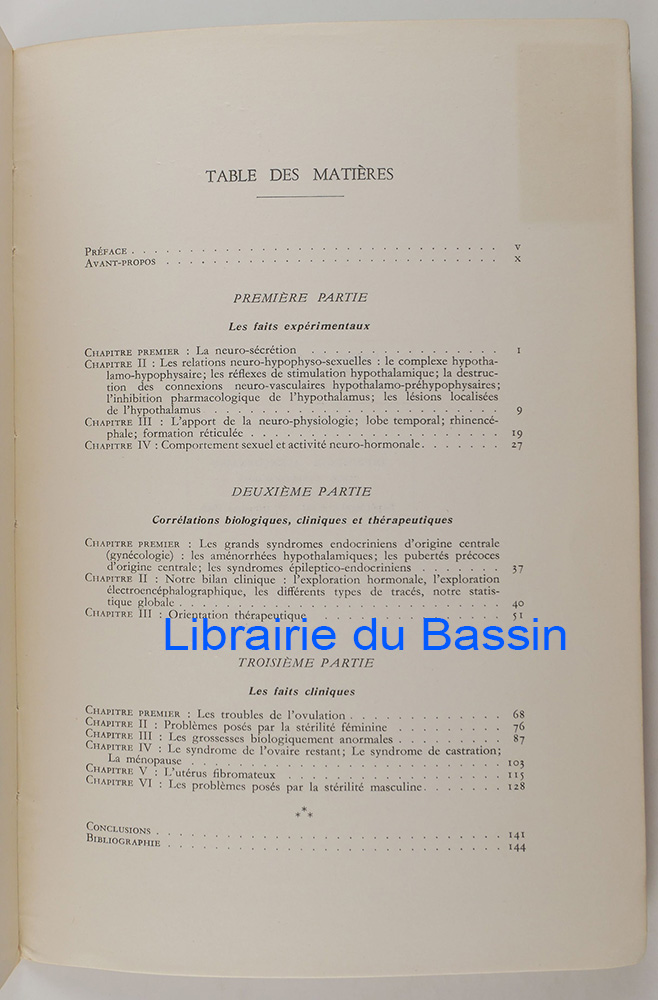 TABLE DES MATIÈRES
PRÉFACE . . . . . . . . . . . . . . . . . . . . . . . . . . . . . . . . V
AVANT-PROPOS . . . . . . . . . . . . . . . . . . . . . . . . . . . . . X
PREMIÈRE PARTIE
Les faits expérimentaux
CHAPITRE PREMIER : La neuro-sécrétion . . . . . . . . . . . . . . . . 1
CHAPITRE II : Les relations neuro-hypophyso-sexuelles : le complexe hypotha-
lamo-hypophysaire; les réflexes de stimulation hypothalamique; la destruc-
tion des connexions neuro-vasculaires hypothalamo-préhypophysaires;
l'inhibition pharmacologique de l'hypothalamus; les lésions localisées
de l'hypothalamus . . . . . . . . . . . . . . . . . . . . . . . . . 9
CHAPITRE III : L'apport de la neuro-physiologie; lobe temporal; rhinencé-
phale; formation réticulée . . . . . . . . . . . . . . . . . . . . . . 19
CHAPITRE IV : Comportement sexuel et activité neuro-hormonale . . . . . . . 27
DEUXIÈME PARTIE
Corrélations biologiques, cliniques et thérapeutiques
CHAPITRE PREMIER : Les grands syndromes endocriniens d'origine centrale
(gynécologie) : les aménorrhées hypothalamiques; les pubertés précoces
d'origine centrale; les syndromes épileptico-endocriniens . . . . . . . 37
CHAPITRE II : Notre bilan clinique : l'exploration hormonale, l'exploration
électroencéphalographique, les différents types de tracés, notre statis-
tique globale . . . . . . . . . . . . . . . . . . . . . . . . . . . . 40
CHAPITRE III : Orientation thérapeutique . . . . . . . . . . . . . . . 51
Librairie du Bassin
TROISIÈME PARTIE
Les faits cliniques
CHAPITRE PREMIER : Les troubles de l'ovulation . . . . . . . . . . . . . 68
CHAPITRE II : Problèmes posés par la stérilité féminine . . . . . . . . . 76
CHAPITRE III : Les grossesses biologiquement anormales . . . . . . . . . 87
CHAPITRE IV : Le syndrome de l'ovaire restant; Le syndrome de castration;
La ménopause . . . . . . . . . . . . . . . . . . . . . . . . . . . 103
CHAPITRE V : L'utérus fibromateux . . . . . . . . . . . . . . . . . . 115
CHAPITRE VI : Les problèmes posés par la stérilité masculine . . . . . . . 128
***
CONCLUSIONS . . . . . . . . . . . . . . . . . . . . . . . . . . . . . 141
BIBLIOGRAPHIE . . . . . . . . . . . . . . . . . . . . . . . . . . . . 144